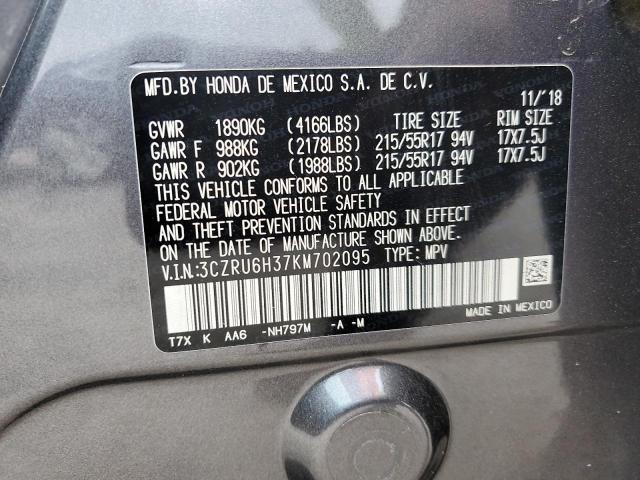 MFD.BY HONDA DE MEXICO S.A. DE C.V.
11/'18
GVWR 1890KG (4166LBS) TIRE SIZE RIM SIZE
GAWR F 988KG (2178LBS) 215/55R17 94V 17X7.5J
GAWR R 902KG (1988LBS) 215/55R17 94V 17X7.5J
THIS VEHICLE CONFORMS TO ALL APPLICABLE
FEDERAL MOTOR VEHICLE SAFETY
AND THEFT PREVENTION STANDARDS IN EFFECT
ON THE DATE OF MANUFACTURE SHOWN ABOVE.
V.I.N.:3CZRU6H37KM702095 TYPE: MPV
MADE IN MEXICO
T7X K AA6 -NH797M -A -M